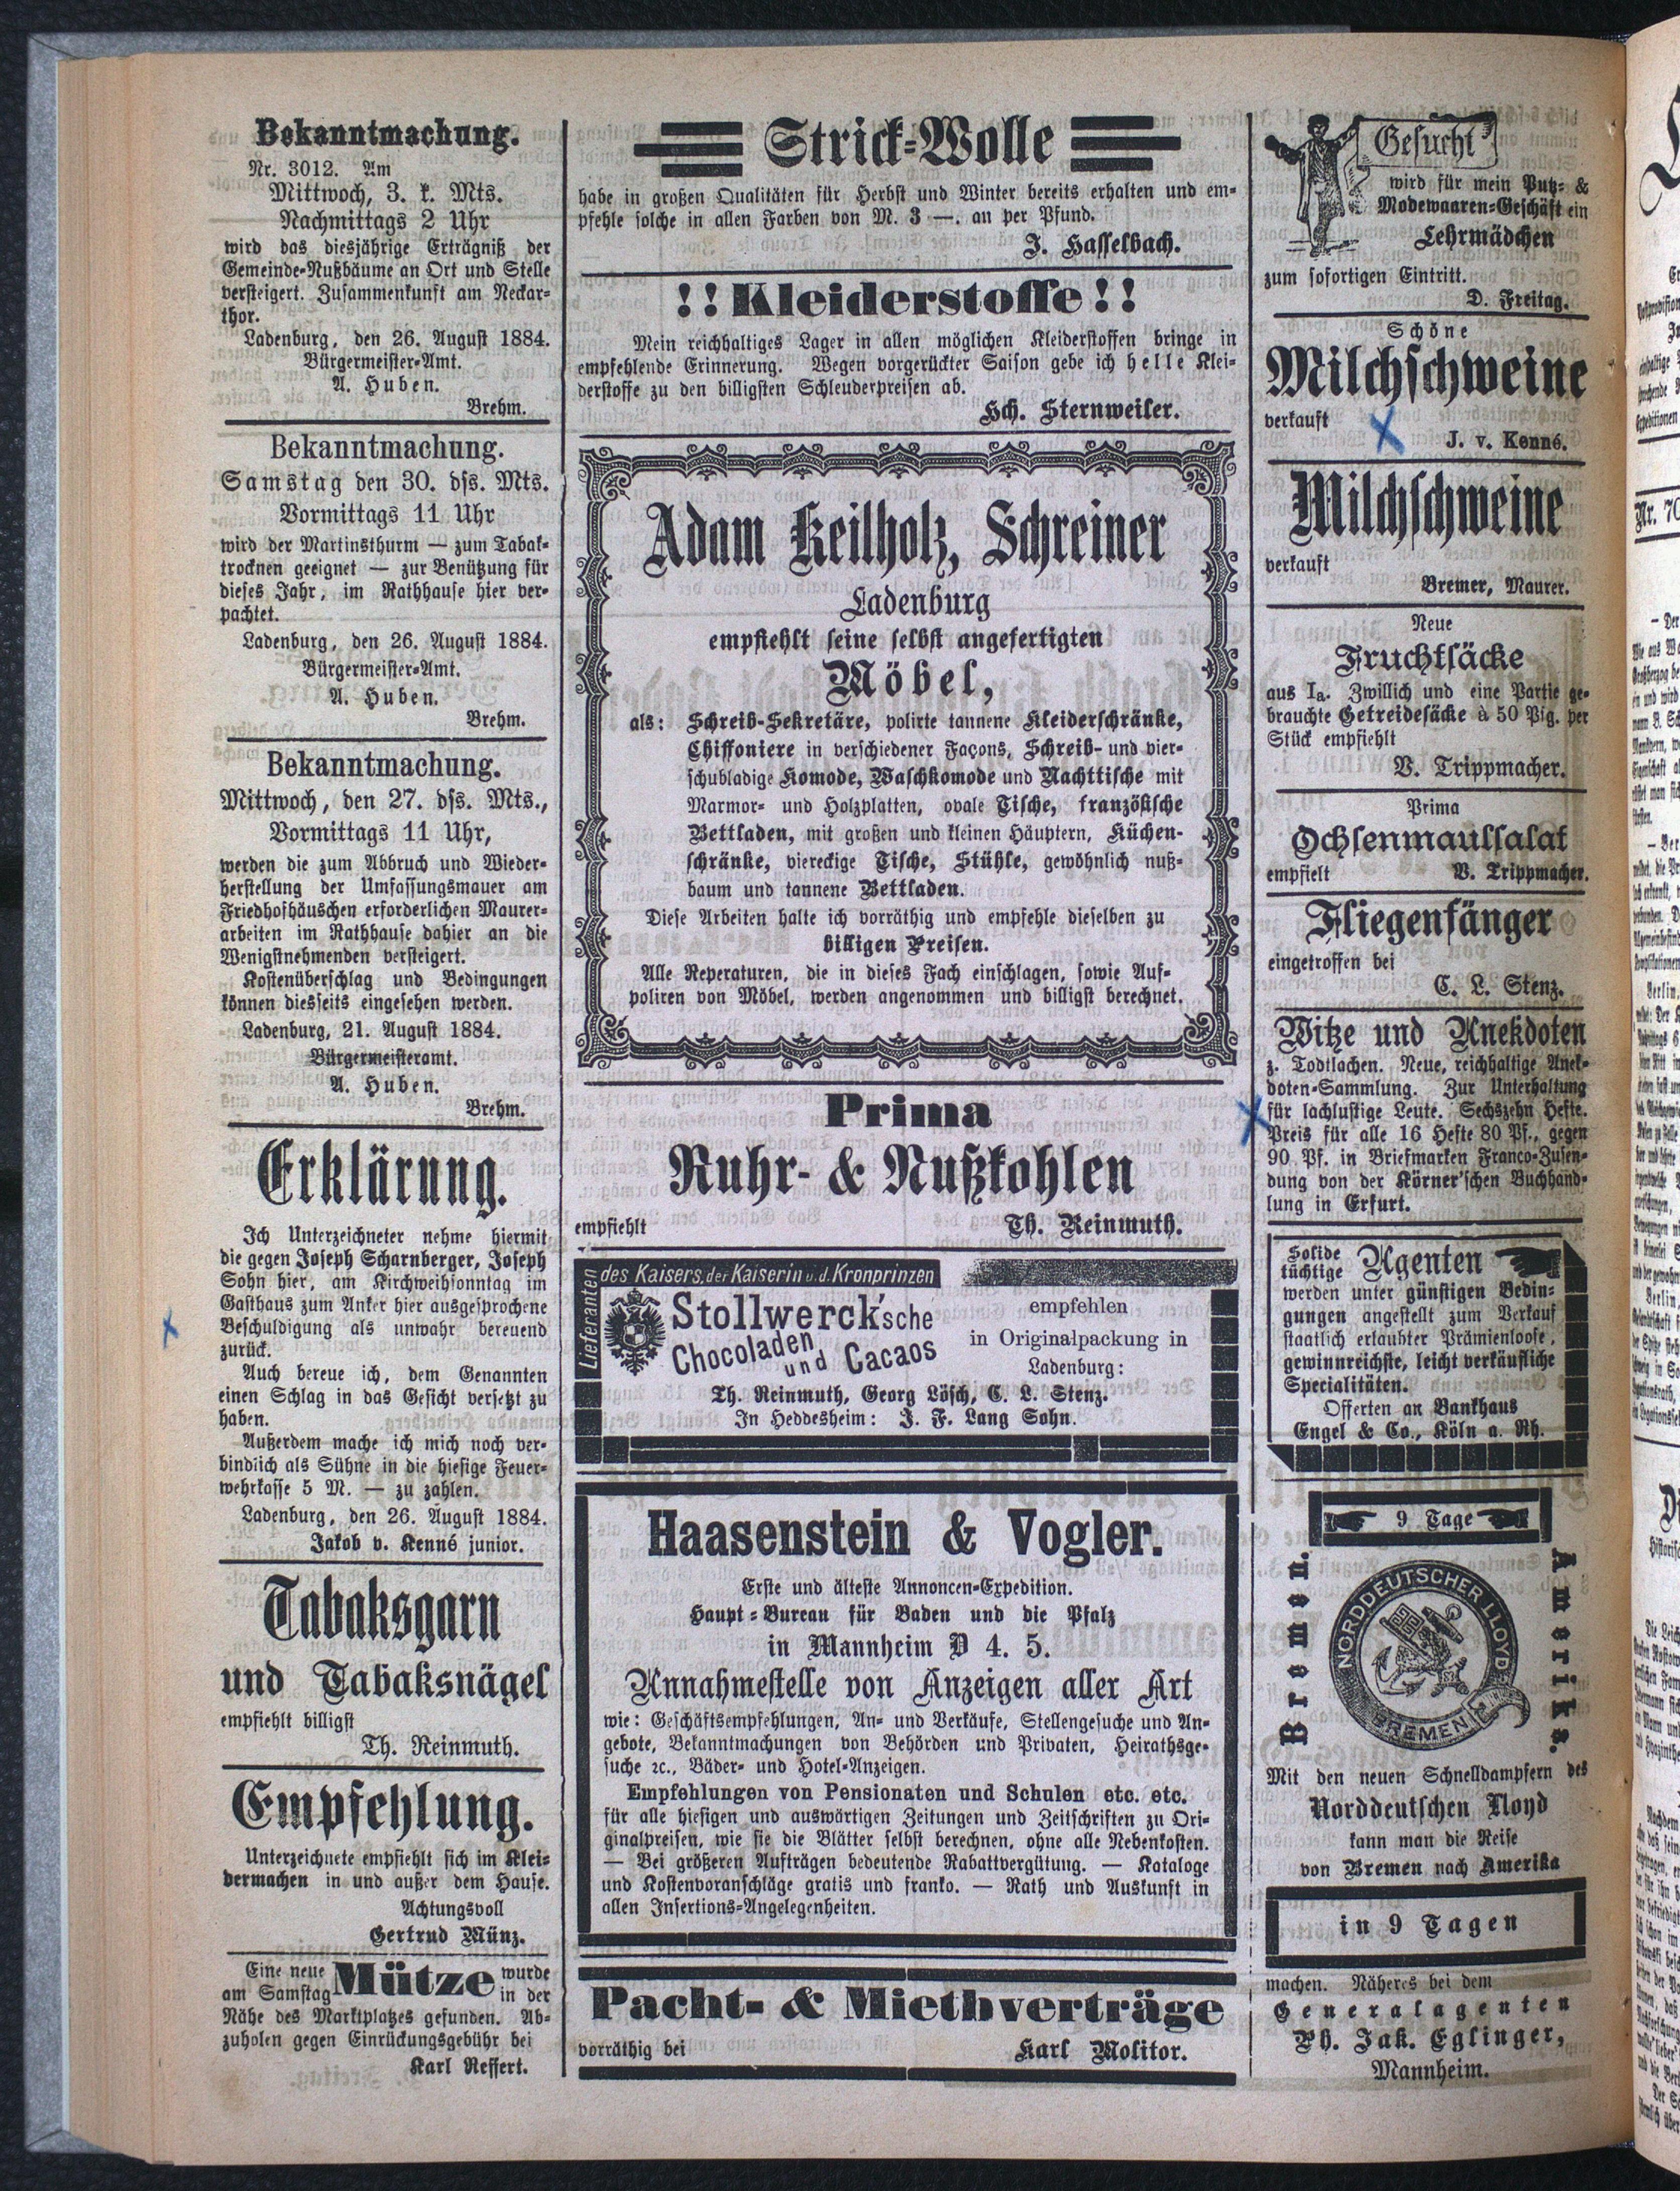 Bekanntmachung.
Nr. 3012. Am
Mittwoch, 3. k. Mts.
Nachmittags 2 Uhr
wird das diesjährige Erträgniß der
Gemeinde-Nußbäume an Ort und Stelle
versteigert. Zusammenkunft am Neckar-
thor.
Ladenburg, den 26. August 1884.
Bürgermeister-Amt.
A. Huben.
Brehm.
Bekanntmachung.
Samstag den 30. dss. Mts.
Vormittags 11 Uhr
wird der Martinsthurm — zum Tabak-
trocknen geeignet — zur Benützung für
dieses Jahr, im Rathhause hier ver-
pachtet.
Ladenburg, den 26. August 1884.
Bürgermeister-Amt.
A. Huben.
Brehm.
Bekanntmachung.
Mittwoch, den 27. dss. Mts.,
Vormittags 11 Uhr,
werden die zum Abbruch und Wieder-
herstellung der Umfassungsmauer am
Friedhofhäuschen erforderlichen Maurer-
arbeiten im Rathhause dahier an die
Wenigstnehmenden versteigert.
Kostenüberschlag und Bedingungen
können diesseits eingesehen werden.
Ladenburg, 21. August 1884.
Bürgermeisteramt.
A. Huben.
Brehm.
Erklärung.
Ich Unterzeichneter nehme hiermit
die gegen Joseph Scharnberger, Joseph
Sohn hier, am Kirchweihsonntag im
Gasthaus zum Anker hier ausgesprochene
Beschuldigung als unwahr bereuend
zurück.
Auch bereue ich, dem Genannten
einen Schlag in das Gesicht versetzt zu
haben.
Außerdem mache ich mich noch ver-
bindlich als Sühne in die hiesige Feuer-
wehrkasse 5 M. — zu zahlen.
Ladenburg, den 26. August 1884.
Jakob v. Kenné junior.
Tabaksgarn
und Tabaksnägel
empfiehlt billigst
Th. Reinmuth.
Empfehlung.
Unterzeichnete empfiehlt sich im Klei-
dermachen in und außer dem Hause.
Achtungsvoll
Gertrud Münz.
Eine neue Mütze wurde
am Samstag in der
Nähe des Marktplatzes gefunden. Ab-
zuholen gegen Einrückungsgebühr bei
Karl Reffert.
Strick-Wolle
habe in großen Qualitäten für Herbst und Winter bereits erhalten und em-
pfehle solche in allen Farben von M. 3 —. an per Pfund.
J. Hasselbach.
!! Kleiderstoffe !!
Mein reichhaltiges Lager in allen möglichen Kleiderstoffen bringe in
empfehlende Erinnerung. Wegen vorgerückter Saison gebe ich helle Klei-
derstoffe zu den billigsten Schleuderpreisen ab.
Hch. Sternweiler.
Adam Keilholz, Schreiner
Ladenburg
empfiehlt seine selbst angefertigten
Möbel,
als: Schreib-Sekretäre, polirte tannene Kleiderschränke,
Chiffoniere in verschiedener Façons, Schreib- und vier-
schubladige Komode, Waschkomode und Nachttische mit
Marmor- und Holzplatten, ovale Tische, französische
Bettladen, mit großen und kleinen Häuptern, Küchen-
schränke, viereckige Tische, Stühle, gewöhnlich nuß-
baum und tannene Bettladen.
Diese Arbeiten halte ich vorräthig und empfehle dieselben zu
billigen Preisen.
Alle Reperaturen, die in dieses Fach einschlagen, sowie Auf-
poliren von Möbel, werden angenommen und billigst berechnet.
Prima
Ruhr- & Nußkohlen
empfiehlt
Th. Reinmuth.
Lieferanten
des Kaisers, der Kaiserin u. d. Kronprinzen
Stollwerck'sche
Chocoladen
und Cacaos
empfehlen
in Originalpackung in
Ladenburg:
Th. Reinmuth, Georg Lösch, C. L. Stenz.
In Heddesheim: J. F. Lang Sohn.
Haasenstein & Vogler.
Erste und älteste Annoncen-Expedition.
Haupt-Bureau für Baden und die Pfalz
in Mannheim D 4. 5.
Annahmestelle von Anzeigen aller Art
wie: Geschäftsempfehlungen, An- und Verkäufe, Stellengesuche und An-
gebote, Bekanntmachungen von Behörden und Privaten, Heirathsge-
suche ꝛc., Bäder- und Hotel-Anzeigen.
Empfehlungen von Pensionaten und Schulen etc. etc.
für alle hiesigen und auswärtigen Zeitungen und Zeitschriften zu Ori-
ginalpreisen, wie sie die Blätter selbst berechnen, ohne alle Nebenkosten.
— Bei größeren Aufträgen bedeutende Rabattvergütung. — Kataloge
und Kostenvoranschläge gratis und franko. — Rath und Auskunft in
allen Insertions-Angelegenheiten.
Pacht- & Miethverträge
vorräthig bei
Karl Molitor.
Gesucht
wird für mein Putz- &
Modewaaren-Geschäft ein
Lehrmädchen
zum sofortigen Eintritt.
D. Freitag.
Schöne
Milchschweine
verkauft
J. v. Kenné.
Milchschweine
verkauft
Bremer, Maurer.
Neue
Fruchtsäcke
aus Ia. Zwillich und eine Partie ge-
brauchte Getreidesäcke à 50 Pfg. per
Stück empfiehlt
V. Trippmacher.
Prima
Ochsenmaulsalat
empfielt V. Trippmacher.
Fliegenfänger
eingetroffen bei
C. L. Stenz.
Witze und Anekdoten
z. Todtlachen. Neue, reichhaltige Anek-
doten-Sammlung. Zur Unterhaltung
für lachlustige Leute. Sechszehn Hefte.
Preis für alle 16 Hefte 80 Pf., gegen
90 Pf. in Briefmarken Franco-Zusen-
dung von der Körner'schen Buchhand-
lung in Erfurt.
Solide
tüchtige Agenten
werden unter günstigen Bedin-
gungen angestellt zum Verkauf
staatlich erlaubter Prämienloose,
gewinnreichste, leicht verkäufliche
Specialitäten.
Offerten an Bankhaus
Engel & Co., Köln a. Rh.
9 Tage
Bremen.
Amerika.
NORDDEUTSCHER LLOYD
BREMEN
Mit den neuen Schnelldampfern des
Norddeutschen Lloyd
kann man die Reise
von Bremen nach Amerika
in 9 Tagen
machen. Näheres bei dem
Generalagenten
Ph. Jak. Eglinger,
Mannheim.
Nr. 70